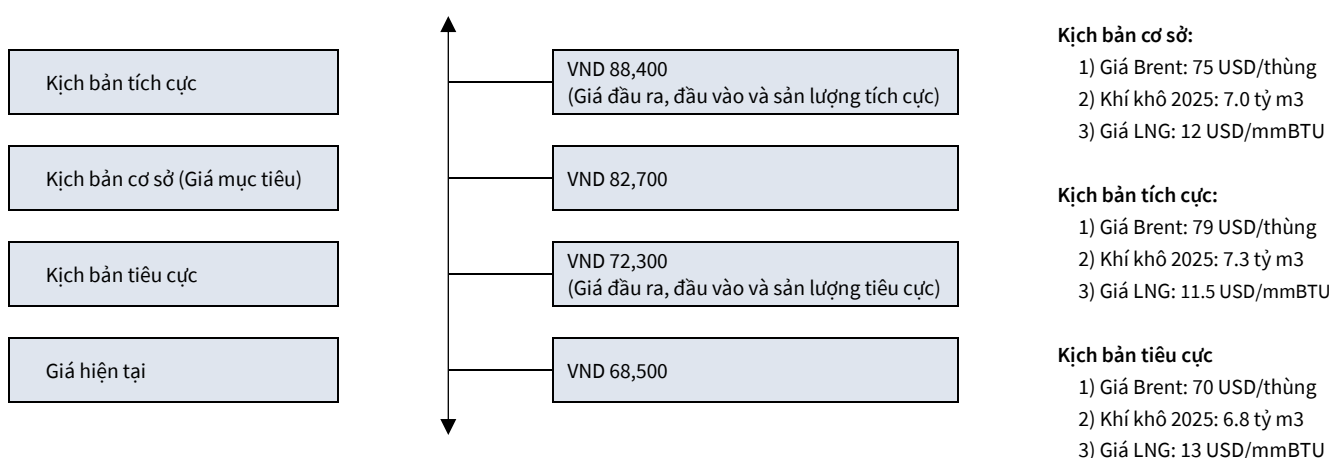 Kịch bản tích cực
VND 88,400
(Giá đầu ra, đầu vào và sản lượng tích cực)
Kịch bản cơ sở (Giá mục tiêu)
VND 82,700
Kịch bản tiêu cực
VND 72,300
(Giá đầu ra, đầu vào và sản lượng tiêu cực)
Giá hiện tại
VND 68,500
Kịch bản cơ sở:
1) Giá Brent: 75 USD/thùng
2) Khí khô 2025: 7.0 tỷ m3
3) Giá LNG: 12 USD/mmBTU
Kịch bản tích cực:
1) Giá Brent: 79 USD/thùng
2) Khí khô 2025: 7.3 tỷ m3
3) Giá LNG: 11.5 USD/mmBTU
Kịch bản tiêu cực
1) Giá Brent: 70 USD/thùng
2) Khí khô 2025: 6.8 tỷ m3
3) Giá LNG: 13 USD/mmBTU